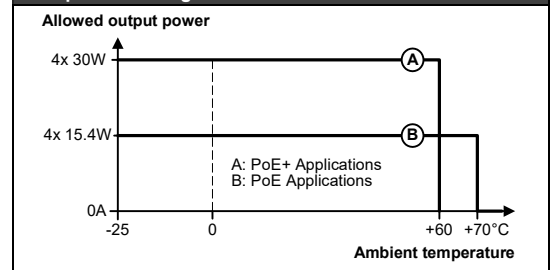 Allowed output power
4x 30W
A
4x 15.4W
B
A: PoE+ Applications
B: PoE Applications
0A
-25
0
+60
+70°C
Ambient temperature